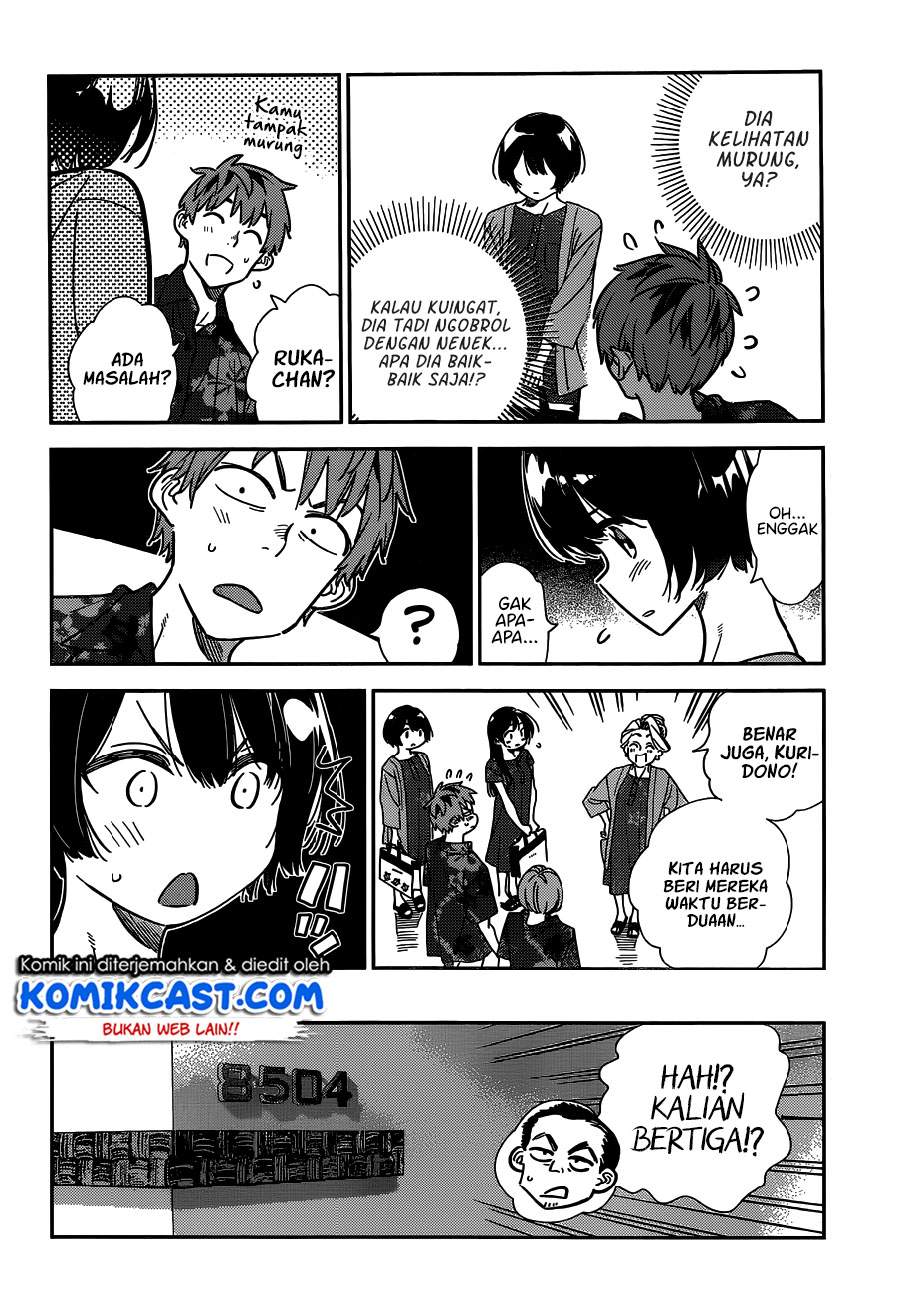 DIA
KELIHATAN
MURUNG,
YA?
KALAU KUINGAT,
DIA TADI NGOBROL
DENGAN NENEK...
APA DIA BAIK-
BAIK SAJA!?
Kamu
tampak
murung
RUKA-
CHAN?
ADA
MASALAH?
OH...
ENGGAK
GAK
APA-
APA...
?
BENAR
JUGA, KURI-
DONO!
KITA HARUS
BERI MEREKA
WAKTU BER-
DUAAN...
Komik ini diterjemahkan & diedit oleh
KOMIKCAST.COM
BUKAN WEB LAIN!!
HAH!?
KALIAN
BERTIGA!?
8504